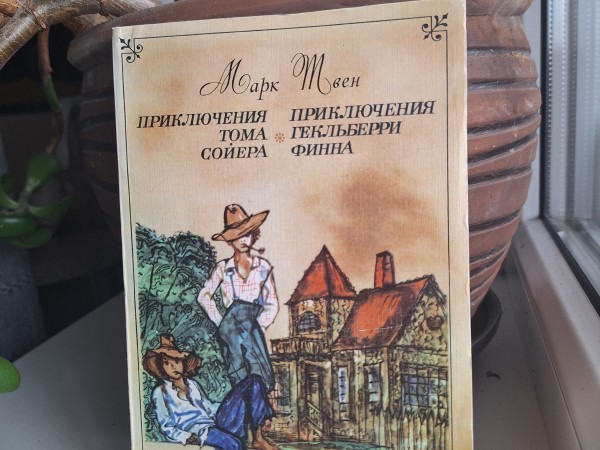 Марк Твен
ПРИКЛЮЧЕНИЯ
ТОМА
СОЙЕРА
ПРИКЛЮЧЕНИЯ
ГЕКЛЬБЕРРИ
ФИННА